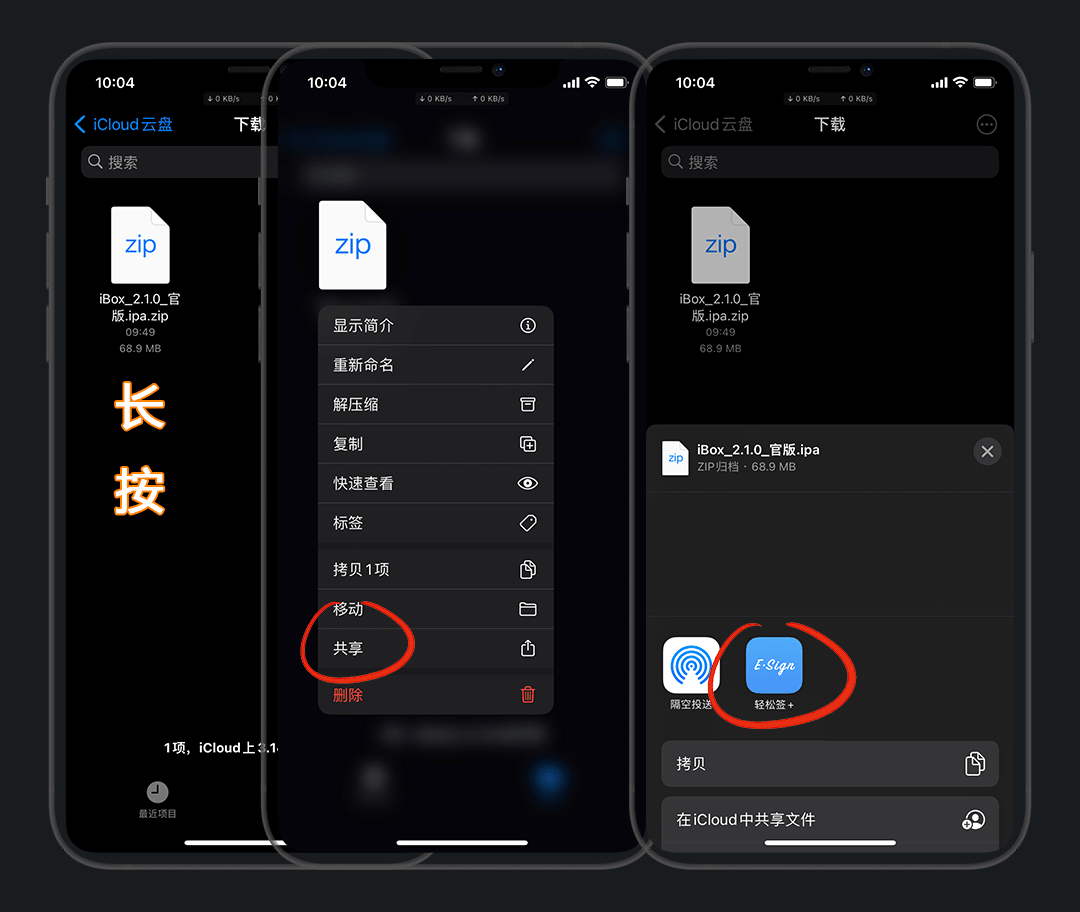 10:04
↓ 0 KB/s
iCloud云盘
下载
搜索
zip
iBox_2.1.0_官
版.ipa.zip
09:49
68.9 MB
长
按
1项，iCloud上
最近项目
10:04
↓ 0 KB/s ↑ 0 KB/s
zip
显示简介
重新命名
解压缩
复制
快速查看
标签
拷贝1项
移动
共享
删除
10:04
↓ 0 KB/s ↑ 0 KB/s
iCloud云盘
下载
搜索
zip
iBox_2.1.0_官
版.ipa.zip
09:49
68.9 MB
zip
iBox_2.1.0_官版.ipa
ZIP归档 · 68.9 MB
E·Sign
隔空投送
轻松签+
拷贝
在iCloud中共享文件